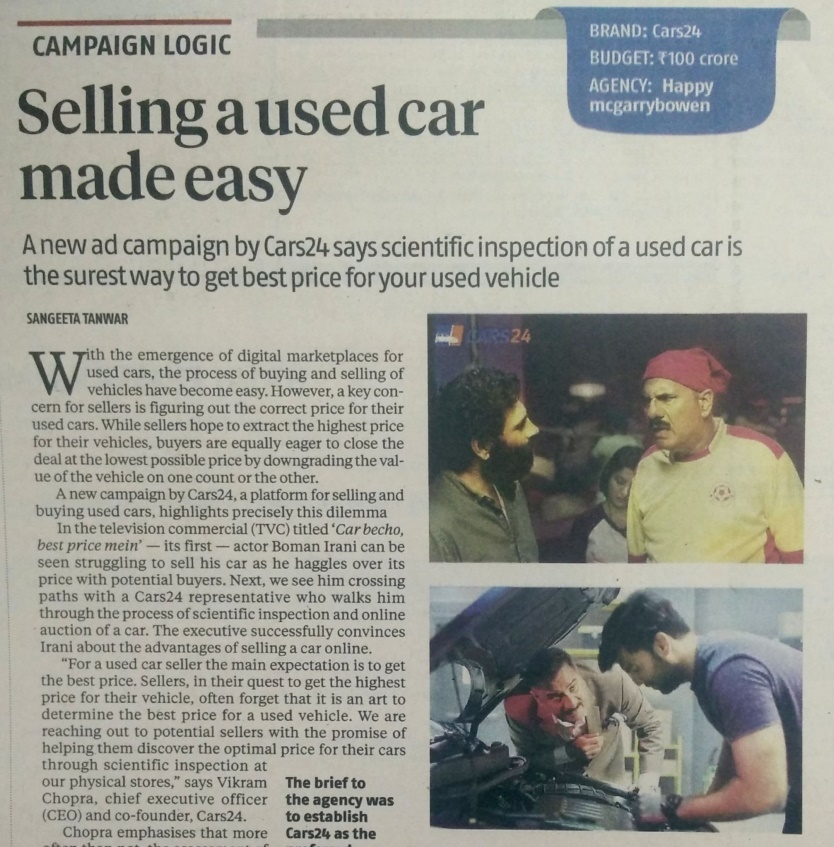 CAMPAIGN LOGIC
BRAND: Cars24
BUDGET: ₹100 crore
AGENCY: Happy
mcgarrybowen
Selling a used car
made easy
A new ad campaign by Cars24 says scientific inspection of a used car is
the surest way to get best price for your used vehicle
SANGEETA TANWAR
With the emergence of digital marketplaces for
used cars, the process of buying and selling of
vehicles have become easy. However, a key con-
cern for sellers is figuring out the correct price for their
used cars. While sellers hope to extract the highest price
for their vehicles, buyers are equally eager to close the
deal at the lowest possible price by downgrading the val-
ue of the vehicle on one count or the other.
A new campaign by Cars24, a platform for selling and
buying used cars, highlights precisely this dilemma
In the television commercial (TVC) titled ‘Car becho,
best price mein’ — its first — actor Boman Irani can be
seen struggling to sell his car as he haggles over its
price with potential buyers. Next, we see him crossing
paths with a Cars24 representative who walks him
through the process of scientific inspection and online
auction of a car. The executive successfully convinces
Irani about the advantages of selling a car online.
“For a used car seller the main expectation is to get
the best price. Sellers, in their quest to get the highest
price for their vehicle, often forget that it is an art to
determine the best price for a used vehicle. We are
reaching out to potential sellers with the promise of
helping them discover the optimal price for their cars
through scientific inspection at
our physical stores,” says Vikram
Chopra, chief executive officer
(CEO) and co-founder, Cars24.
Chopra emphasises that more
The brief to
the agency was
to establish
Cars24 as the
CARS24